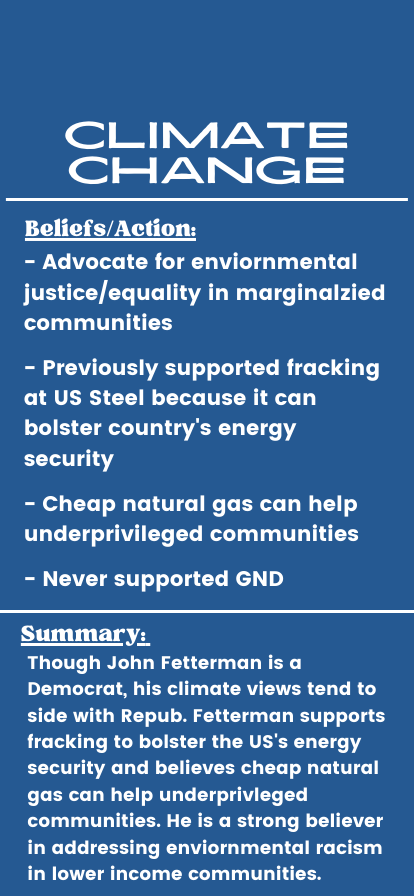 CLIMATE
CHANGE
Beliefs/Action:
- Advocate for enviornmental
justice/equality in marginalzied
communities
- Previously supported fracking
at US Steel because it can
bolster country's energy
security
- Cheap natural gas can help
underprivileged communities
- Never supported GND
Summary:
Though John Fetterman is a
Democrat, his climate views tend to
side with Repub. Fetterman supports
fracking to bolster the US's energy
security and believes cheap natural
gas can help underprivleged
communities. He is a strong believer
in addressing enviornmental racism
in lower income communities.